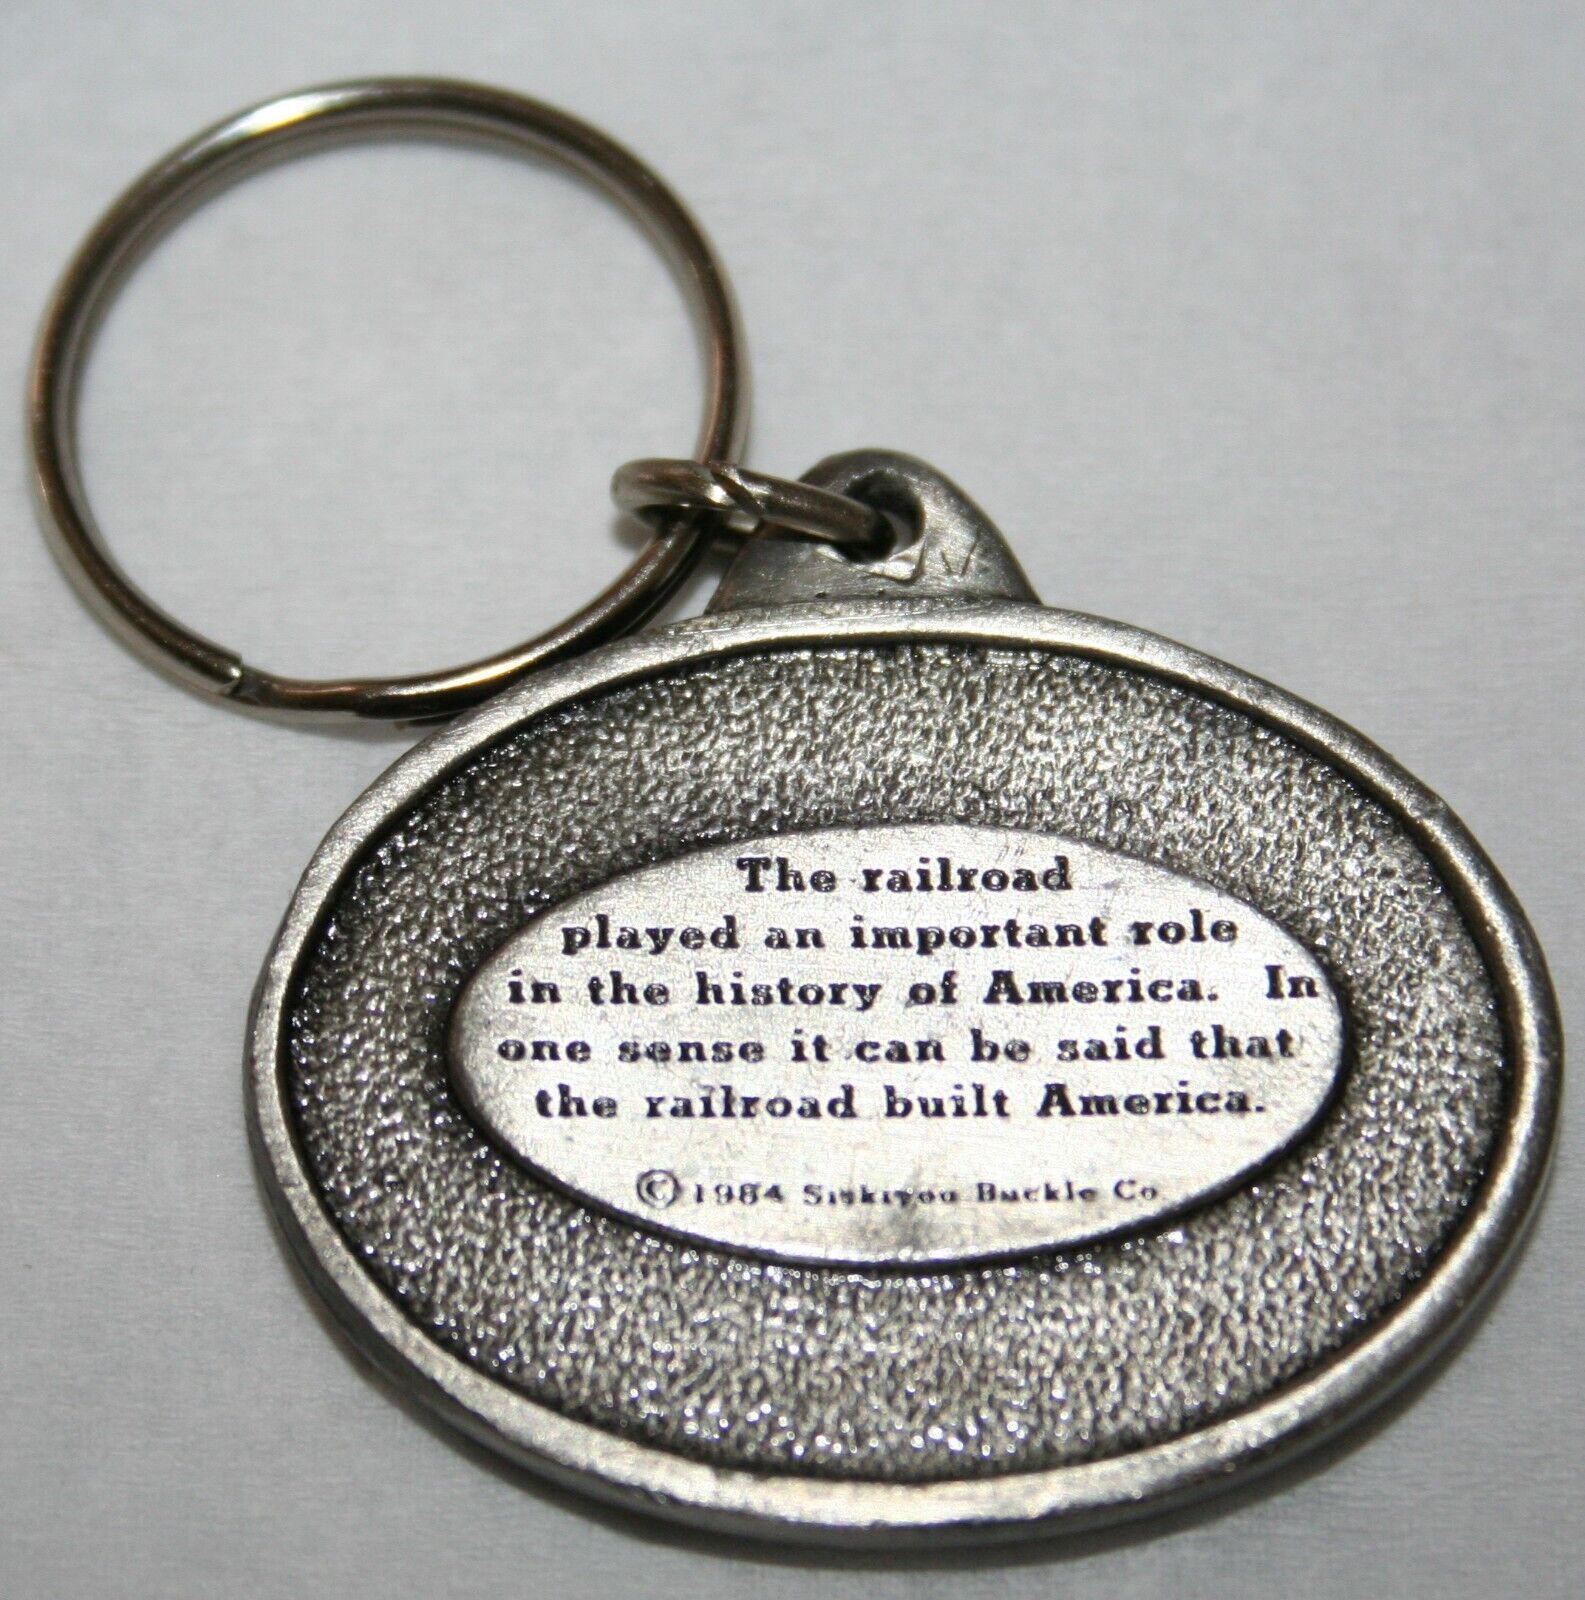 The railroad
played an important role
in the history of America. In
one sense it can be said that
the railroad built America.
© 1984 Siskiyou Buckle Co.